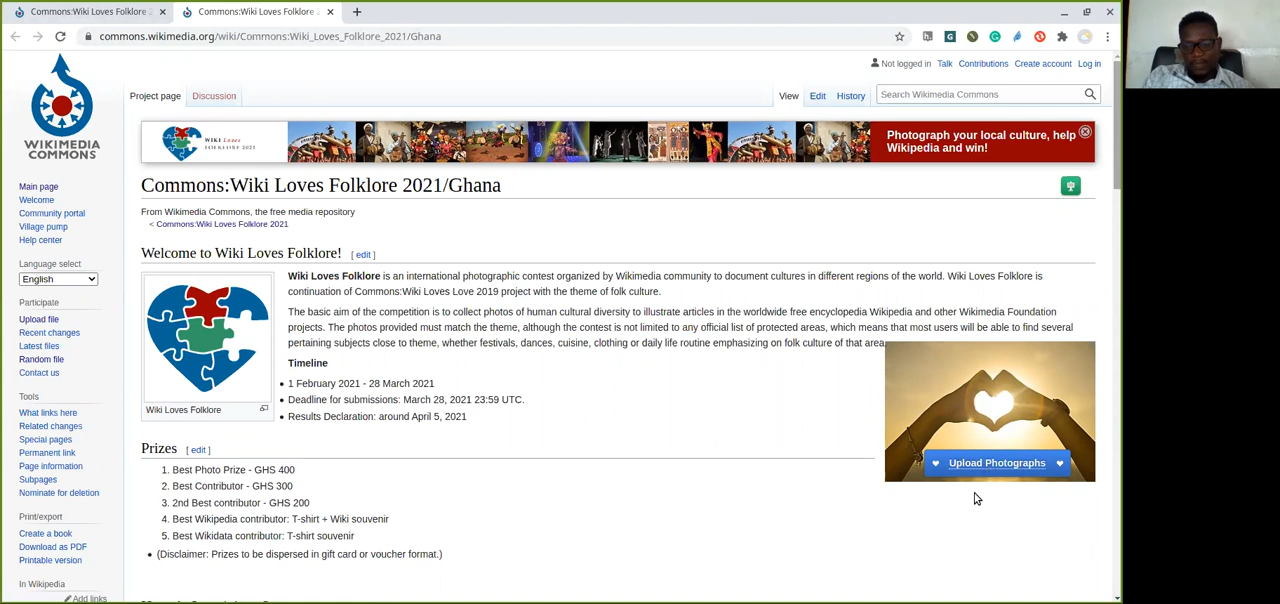 Commons:Wiki Loves Folklore
Commons:Wiki Loves Folklore 2
commons.wikimedia.org/wiki/Commons:Wiki_Loves_Folklore_2021/Ghana
Not logged in Talk Contributions Create account Log in
Project page Discussion View Edit History Search Wikimedia Commons
WIKIMEDIA
COMMONS
WIKI Loves
FOLKLORE 2021
Photograph your local culture, help
Wikipedia and win!
Commons:Wiki Loves Folklore 2021/Ghana
From Wikimedia Commons, the free media repository
< Commons:Wiki Loves Folklore 2021
Main page
Welcome
Community portal
Village pump
Help center
Language select
English
Participate
Upload file
Recent changes
Latest files
Random file
Contact us
Tools
What links here
Related changes
Special pages
Permanent link
Page information
Subpages
Nominate for deletion
Print/export
Create a book
Download as PDF
Printable version
In Wikipedia
Add links
Welcome to Wiki Loves Folklore! [ edit ]
Wiki Loves Folklore
Wiki Loves Folklore is an international photographic contest organized by Wikimedia community to document cultures in different regions of the world. Wiki Loves Folklore is
continuation of Commons:Wiki Loves Love 2019 project with the theme of folk culture.
The basic aim of the competition is to collect photos of human cultural diversity to illustrate articles in the worldwide free encyclopedia Wikipedia and other Wikimedia Foundation
projects. The photos provided must match the theme, although the contest is not limited to any official list of protected areas, which means that most users will be able to find several
pertaining subjects close to theme, whether festivals, dances, cuisine, clothing or daily life routine emphasizing on folk culture of that area.
Timeline
• 1 February 2021 - 28 March 2021
• Deadline for submissions: March 28, 2021 23:59 UTC.
• Results Declaration: around April 5, 2021
Upload Photographs
Prizes [ edit ]
1. Best Photo Prize - GHS 400
2. Best Contributor - GHS 300
3. 2nd Best contributor - GHS 200
4. Best Wikipedia contributor: T-shirt + Wiki souvenir
5. Best Wikidata contributor: T-shirt souvenir
• (Disclaimer: Prizes to be dispersed in gift card or voucher format.)